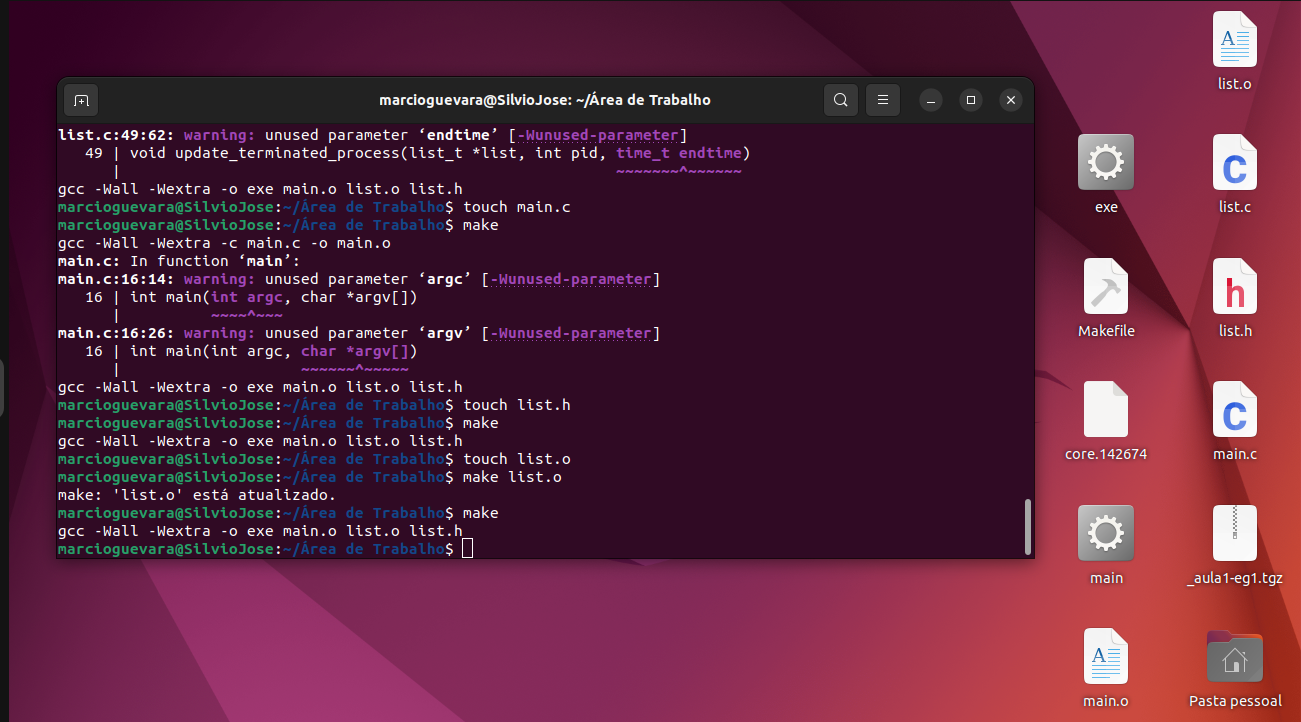 marcioguevara@SilvioJose: ~/Área de Trabalho
list.c:49:62: warning: unused parameter ‘endtime’ [-Wunused-parameter]
   49 | void update_terminated_process(list_t *list, int pid, time_t endtime)
      |                                                       ~~~~~~~^~~~~~~
gcc -Wall -Wextra -o exe main.o list.o list.h
marcioguevara@SilvioJose:~/Área de Trabalho$ touch main.c
marcioguevara@SilvioJose:~/Área de Trabalho$ make
gcc -Wall -Wextra -c main.c -o main.o
main.c: In function ‘main’:
main.c:16:14: warning: unused parameter ‘argc’ [-Wunused-parameter]
   16 | int main(int argc, char *argv[])
      |          ~~~~^~~~
main.c:16:26: warning: unused parameter ‘argv’ [-Wunused-parameter]
   16 | int main(int argc, char *argv[])
      |                    ~~~~~~^~~~~~
gcc -Wall -Wextra -o exe main.o list.o list.h
marcioguevara@SilvioJose:~/Área de Trabalho$ touch list.h
marcioguevara@SilvioJose:~/Área de Trabalho$ make
gcc -Wall -Wextra -o exe main.o list.o list.h
marcioguevara@SilvioJose:~/Área de Trabalho$ touch list.o
marcioguevara@SilvioJose:~/Área de Trabalho$ make list.o
make: 'list.o' está atualizado.
marcioguevara@SilvioJose:~/Área de Trabalho$ make
gcc -Wall -Wextra -o exe main.o list.o list.h
marcioguevara@SilvioJose:~/Área de Trabalho$
A
list.o
exe
C
list.c
Makefile
h
list.h
core.142674
C
main.c
main
_aula1-eg1.tgz
A
main.o
Pasta pessoal